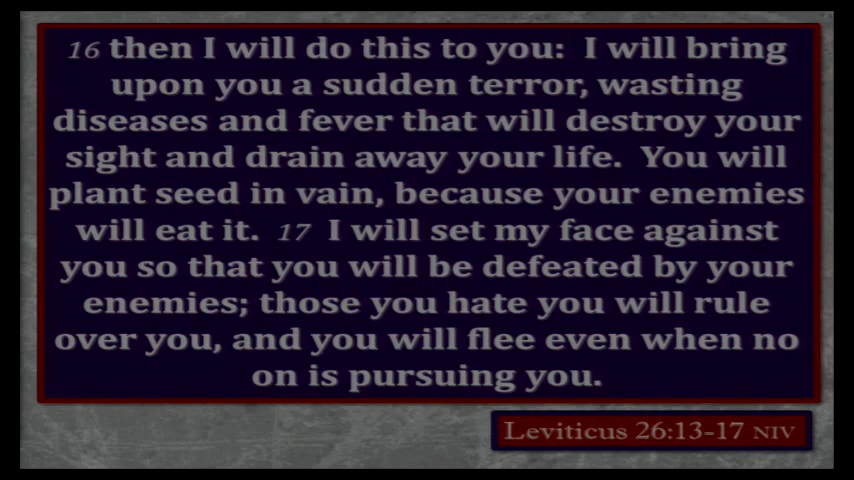 16 then I will do this to you: I will bring
upon you a sudden terror, wasting
diseases and fever that will destroy your
sight and drain away your life. You will
plant seed in vain, because your enemies
will eat it. 17 I will set my face against
you so that you will be defeated by your
enemies; those you hate you will rule
over you, and you will flee even when no
on is pursuing you.
Leviticus 26:13-17 NIV